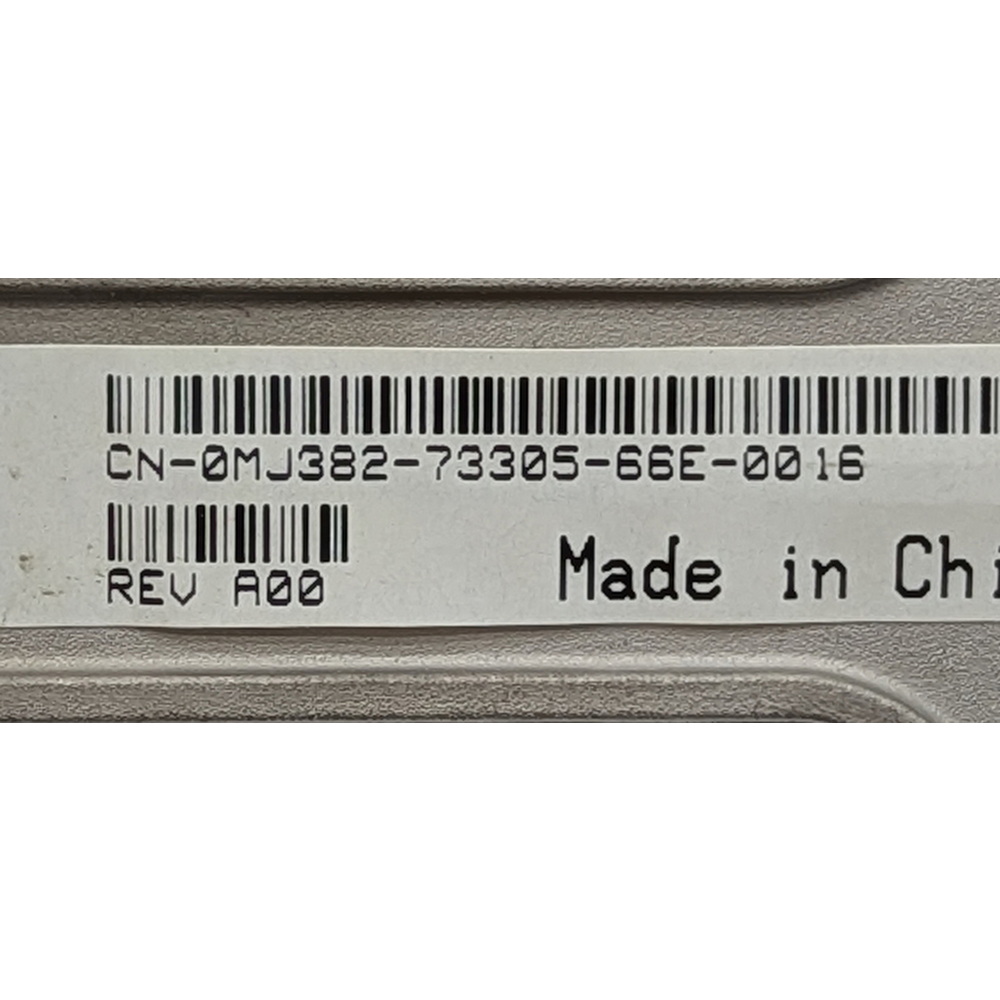 CN-0MJ382-73305-66E-0016
REV A00
Made in Chi